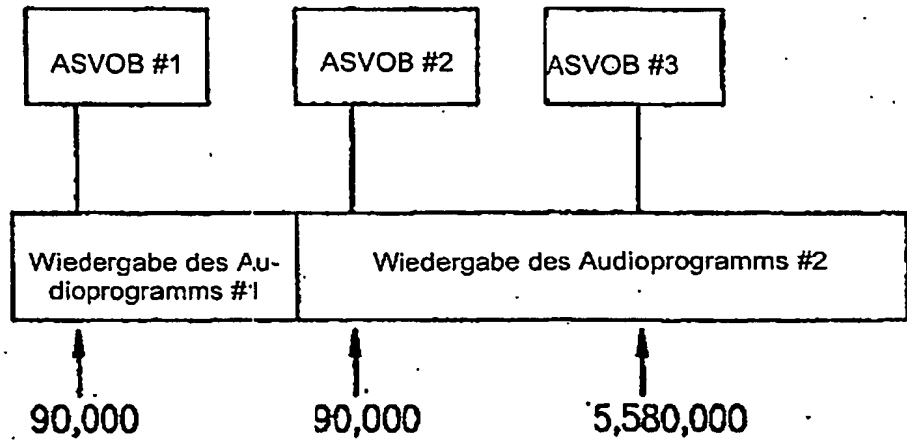 ASVOB #1
ASVOB #2
ASVOB #3
Wiedergabe des Au-
dioprogramms #1
Wiedergabe des Audioprogramms #2
90,000
90,000
5,580,000